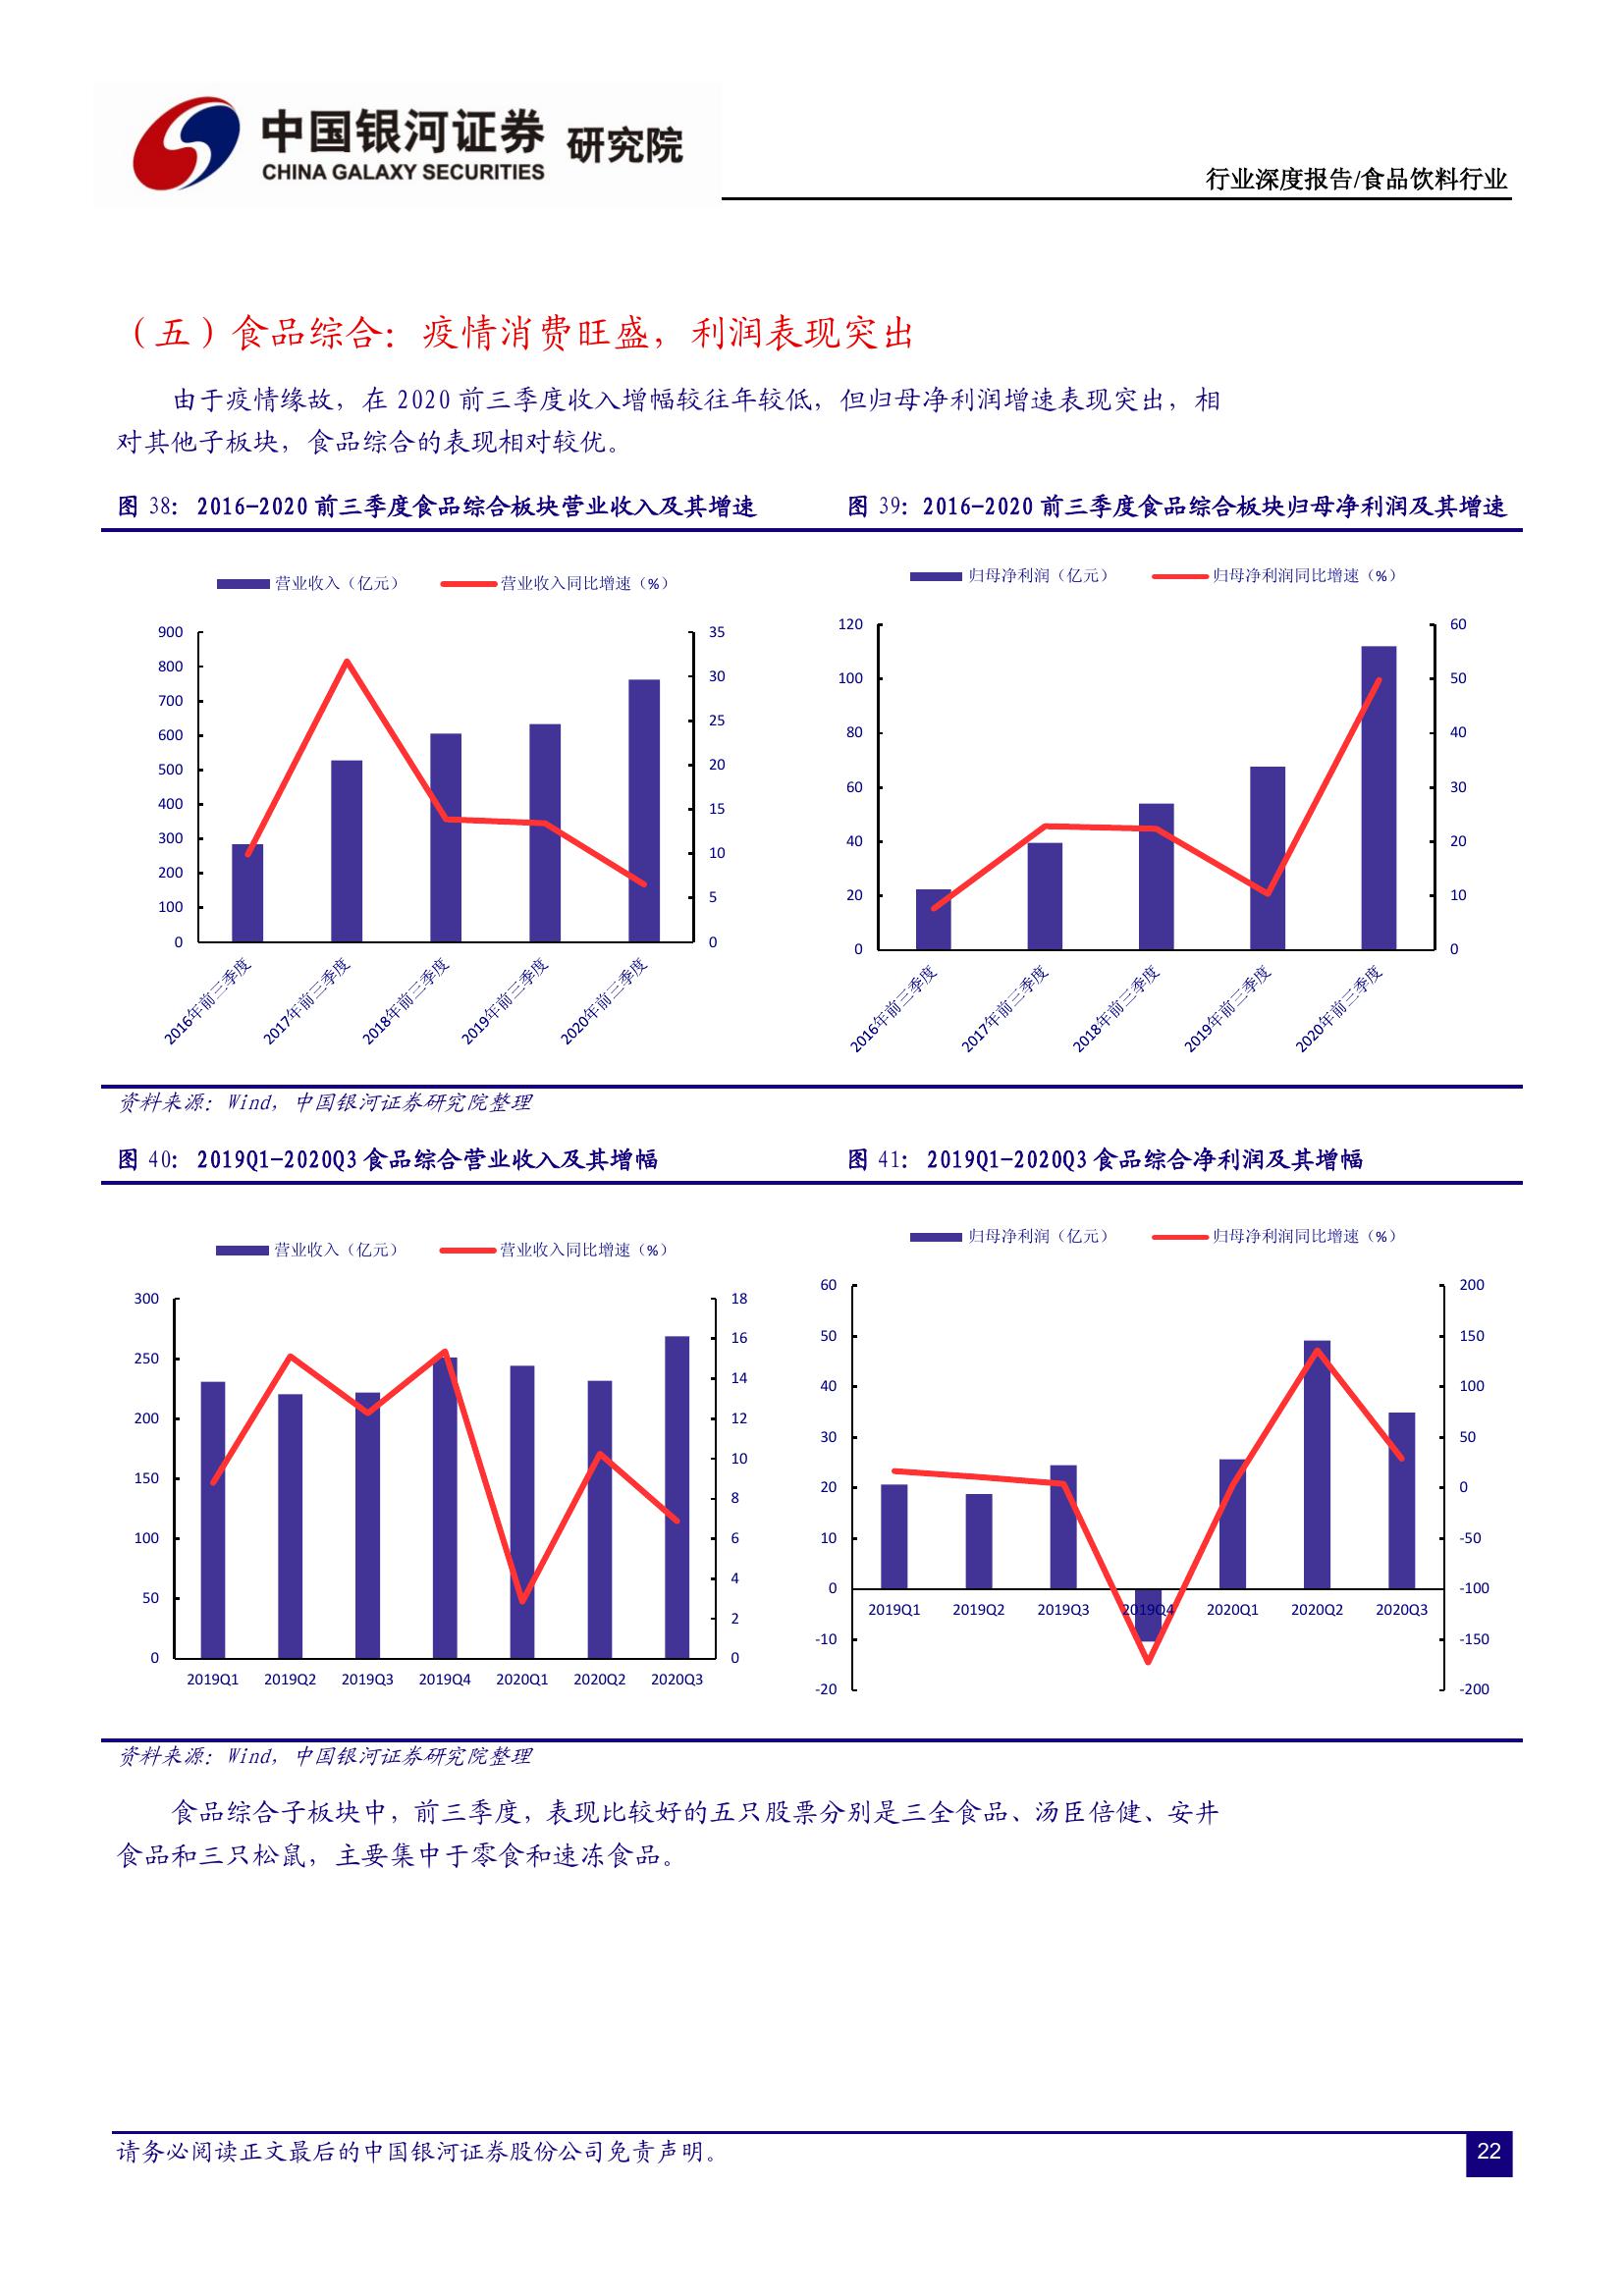 中国银河证券 研究院
CHINA GALAXY SECURITIES
行业深度报告/食品饮料行业
（五）食品综合：疫情消费旺盛，利润表现突出
由于疫情缘故，在 2020 前三季度收入增幅较往年较低，但归母净利润增速表现突出，相
对其他子板块，食品综合的表现相对较优。
图 38： 2016-2020 前三季度食品综合板块营业收入及其增速
营业收入（亿元） 营业收入同比增速（%）
900 35
800 30
700 25
600 20
500 15
400 10
300 5
200 0
100
0
2016年前三季度 2017年前三季度 2018年前三季度 2019年前三季度 2020年前三季度
图 39：2016-2020 前三季度食品综合板块归母净利润及其增速
归母净利润（亿元） 归母净利润同比增速（%）
120 60
100 50
80 40
60 30
40 20
20 10
0 0
2016年前三季度 2017年前三季度 2018年前三季度 2019年前三季度 2020年前三季度
资料来源：Wind，中国银河证券研究院整理
图 40： 2019Q1-2020Q3 食品综合营业收入及其增幅
营业收入（亿元） 营业收入同比增速（%）
300 18
250 16
200 14
150 12
100 10
50 8
0 6
4
2
0
2019Q1 2019Q2 2019Q3 2019Q4 2020Q1 2020Q2 2020Q3
图 41： 2019Q1-2020Q3 食品综合净利润及其增幅
归母净利润（亿元） 归母净利润同比增速（%）
60 200
50 150
40 100
30 50
20 0
10 -50
0 -100
-10 -150
-20 -200
2019Q1 2019Q2 2019Q3 2019Q4 2020Q1 2020Q2 2020Q3
资料来源：Wind，中国银河证券研究院整理
食品综合子板块中，前三季度，表现比较好的五只股票分别是三全食品、汤臣倍健、安井
食品和三只松鼠，主要集中于零食和速冻食品。
请务必阅读正文最后的中国银河证券股份公司免责声明。
22